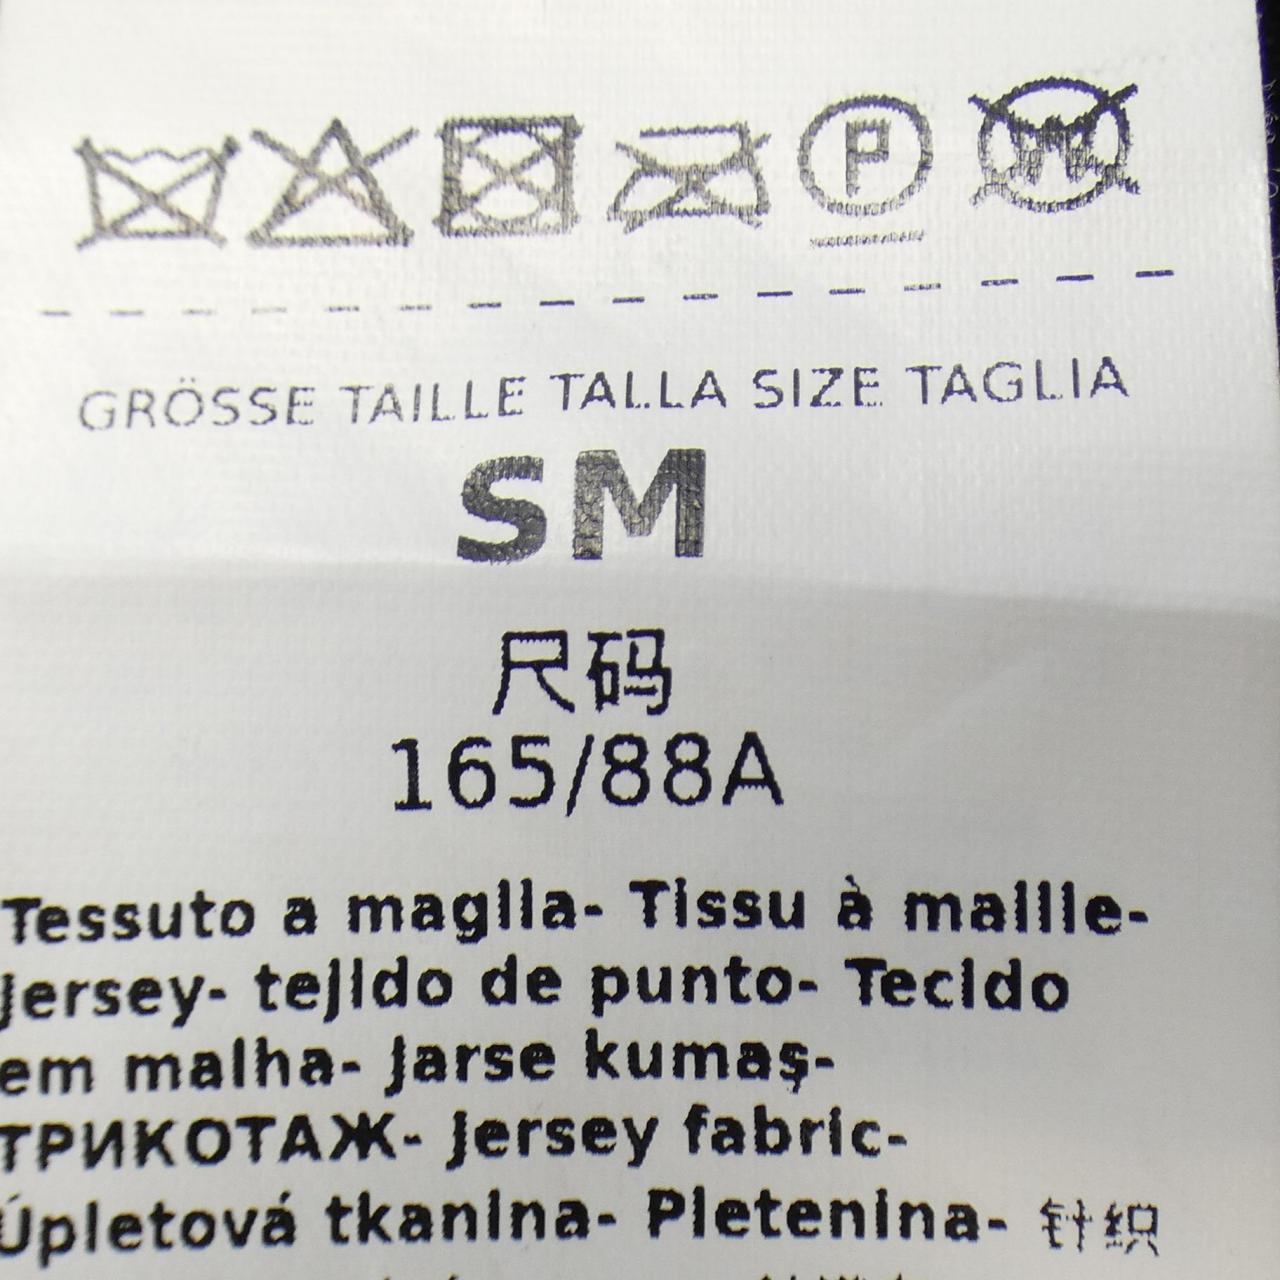 P
GRÖSSE TAILLE TALLA SIZE TAGLIA
SM
尺码
165/88A
Tessuto a maglia- Tissu à maille-
Jersey- tejido de punto- Tecido
em malha- Jarse kumaş-
ТРИКОТАЖ- Jersey fabric-
Úpletová tkanina- Pletenina- 针织